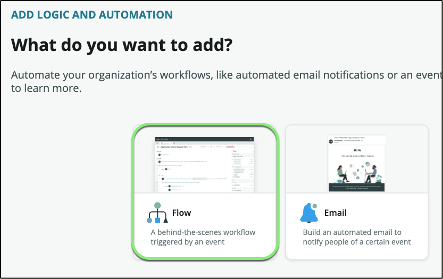 ADD LOGIC AND AUTOMATION
What do you want to add?
Automate your organization's workflows, like automated email notifications or an event
to learn more.
Flow
A behind-the-scenes workflow
triggered by an event
Email
Build an automated email to
notify people of a certain event